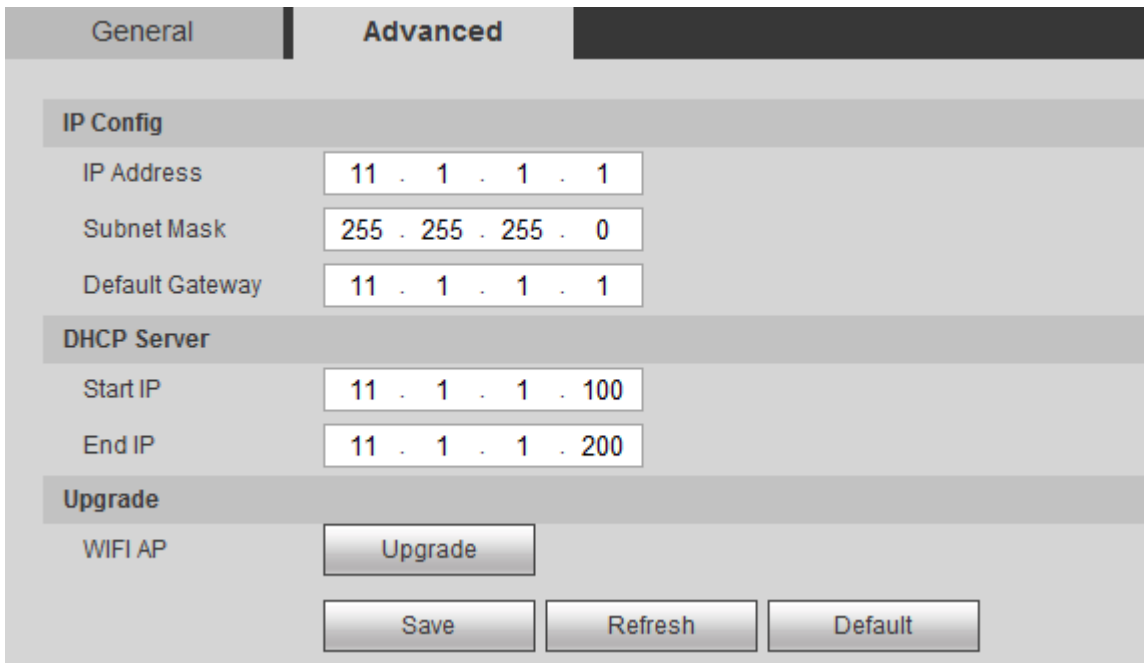 General Advanced
IP Config
IP Address 11 . 1 . 1 . 1
Subnet Mask 255 . 255 . 255 . 0
Default Gateway 11 . 1 . 1 . 1
DHCP Server
Start IP 11 . 1 . 1 . 100
End IP 11 . 1 . 1 . 200
Upgrade
WIFI AP Upgrade
Save Refresh Default